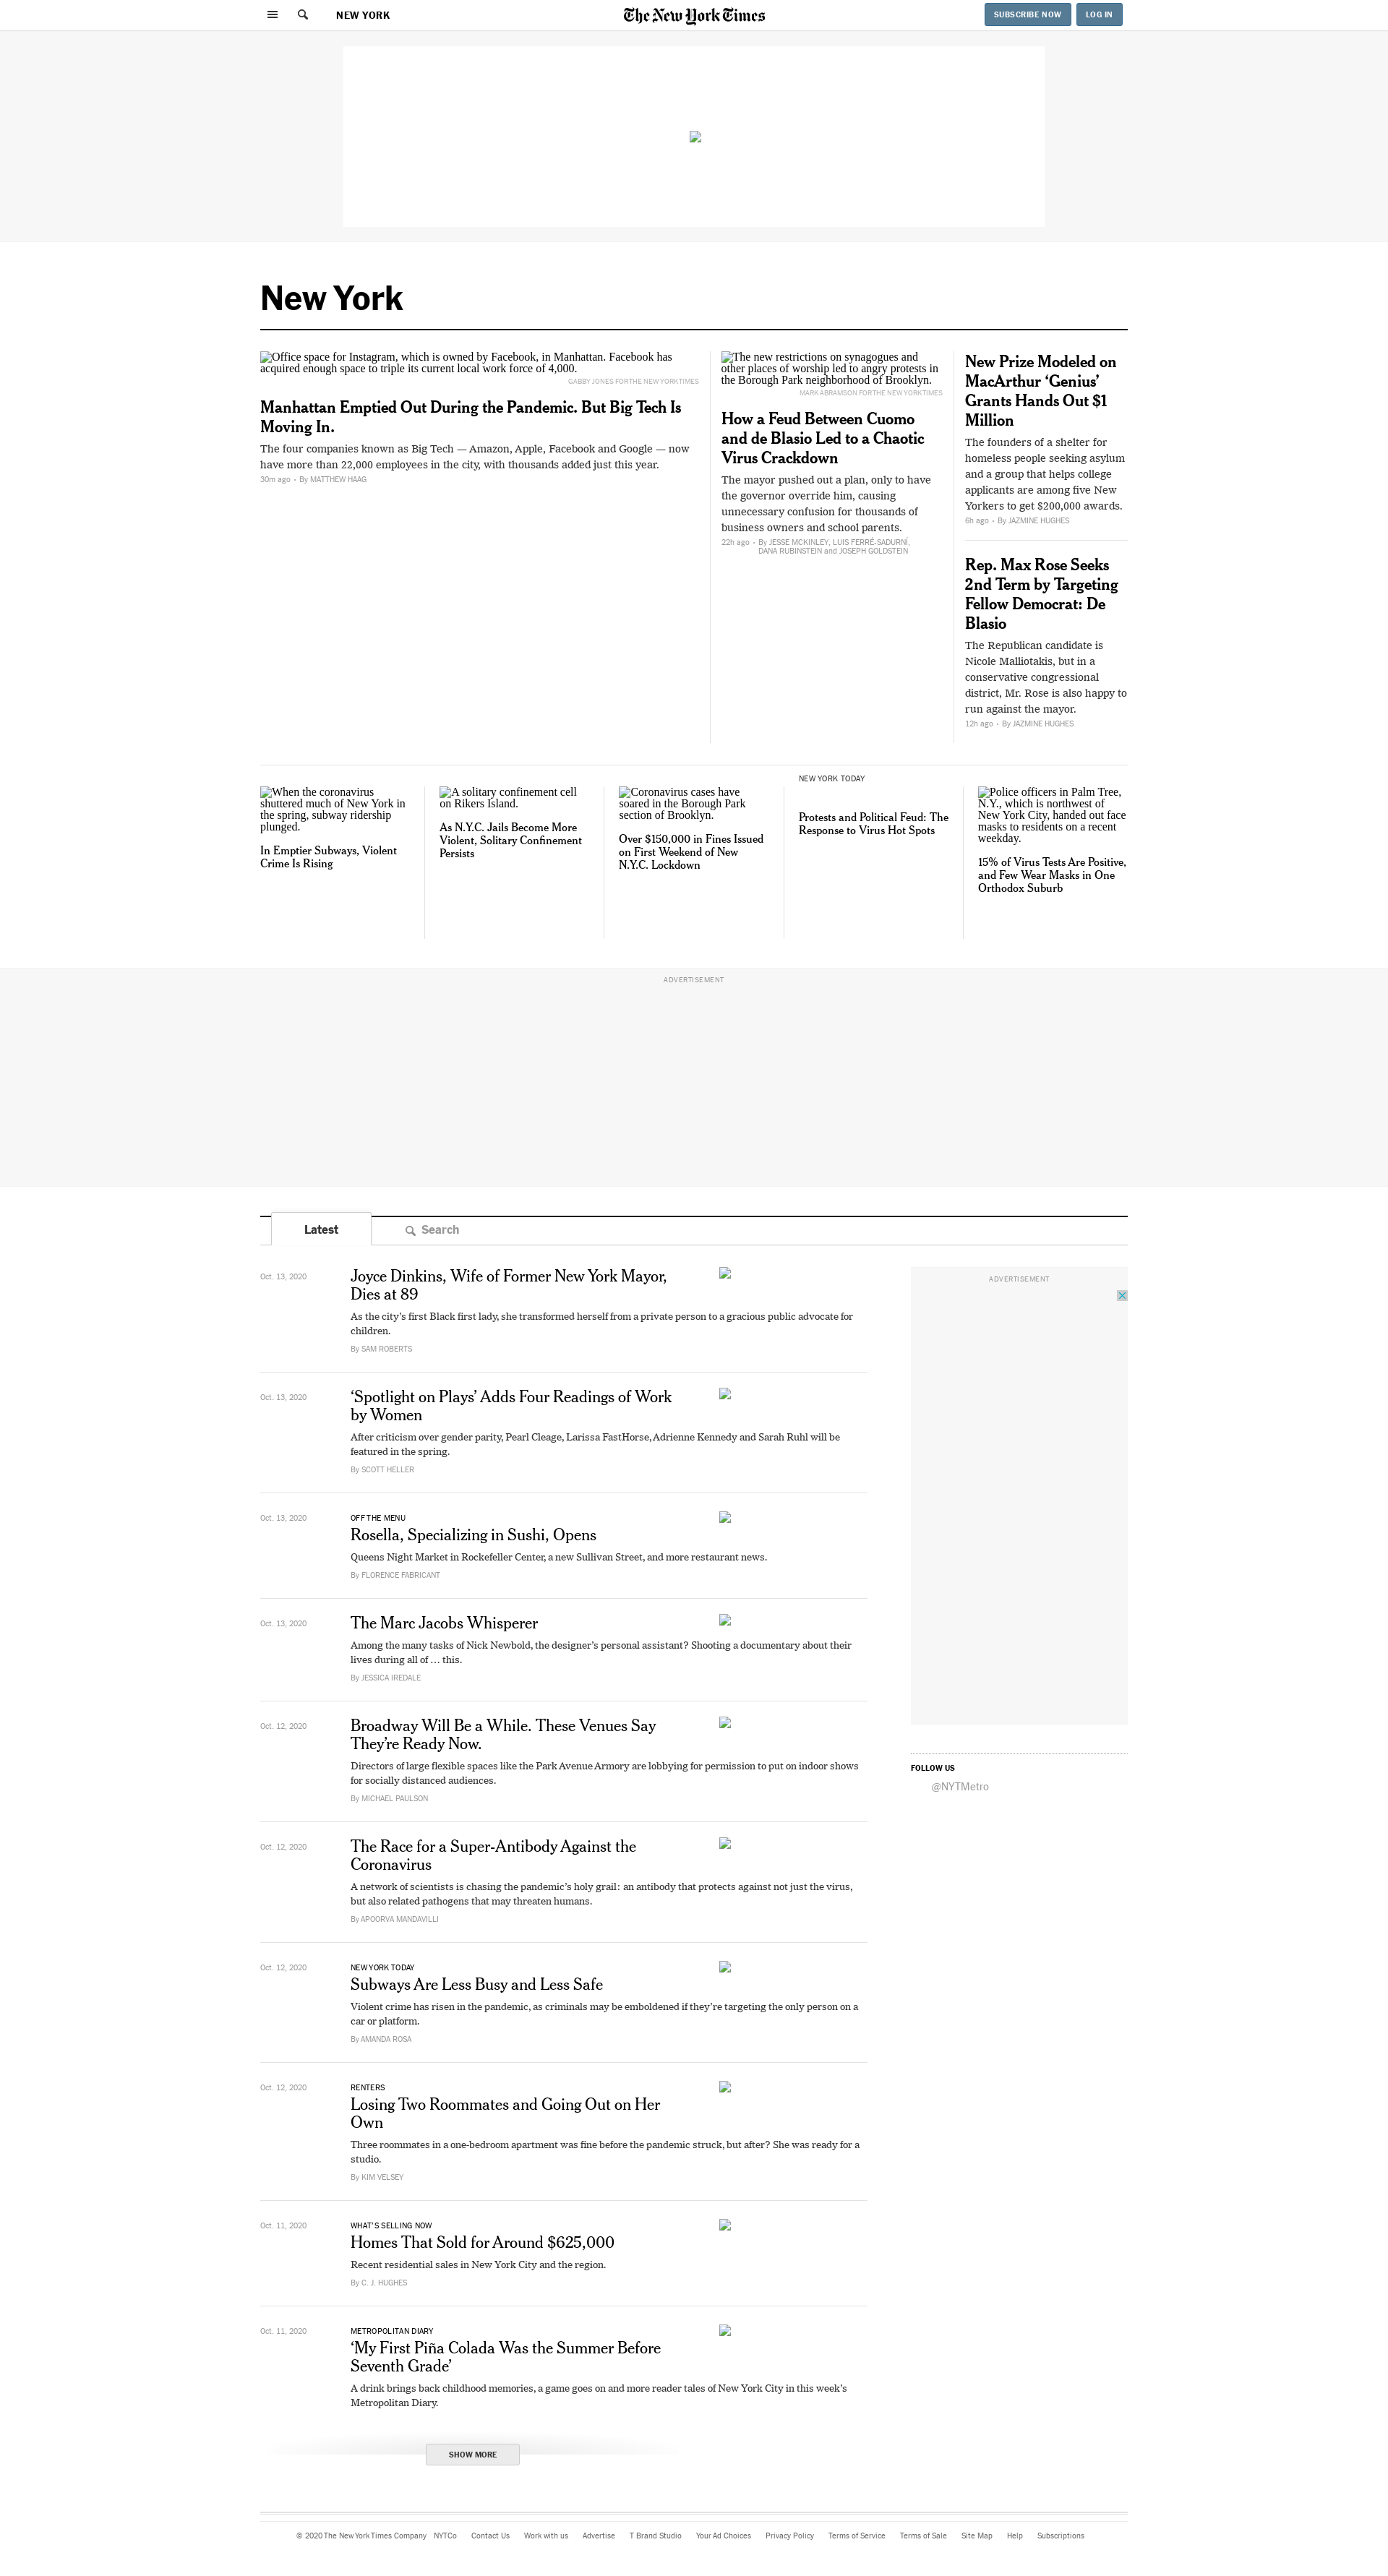 NEW YORK
The New York Times
SUBSCRIBE NOW
LOG IN
New York
Office space for Instagram, which is owned by Facebook, in Manhattan. Facebook has
acquired enough space to triple its current local work force of 4,000.
GABBY JONES FOR THE NEW YORK TIMES
Manhattan Emptied Out During the Pandemic. But Big Tech Is
Moving In.
The four companies known as Big Tech — Amazon, Apple, Facebook and Google — now
have more than 22,000 employees in the city, with thousands added just this year.
30m ago • By MATTHEW HAAG
The new restrictions on synagogues and
other places of worship led to angry protests in
the Borough Park neighborhood of Brooklyn.
MARK ABRAMSON FOR THE NEW YORK TIMES
How a Feud Between Cuomo
and de Blasio Led to a Chaotic
Virus Crackdown
The mayor pushed out a plan, only to have
the governor override him, causing
unnecessary confusion for thousands of
business owners and school parents.
22h ago • By JESSE MCKINLEY, LUIS FERRÉ-SADURNÍ,
DANA RUBINSTEIN and JOSEPH GOLDSTEIN
New Prize Modeled on
MacArthur ‘Genius’
Grants Hands Out $1
Million
The founders of a shelter for
homeless people seeking asylum
and a group that helps college
applicants are among five New
Yorkers to get $200,000 awards.
6h ago • By JAZMINE HUGHES
Rep. Max Rose Seeks
2nd Term by Targeting
Fellow Democrat: De
Blasio
The Republican candidate is
Nicole Malliotakis, but in a
conservative congressional
district, Mr. Rose is also happy to
run against the mayor.
12h ago • By JAZMINE HUGHES
When the coronavirus
shuttered much of New York in
the spring, subway ridership
plunged.
In Emptier Subways, Violent
Crime Is Rising
A solitary confinement cell
on Rikers Island.
As N.Y.C. Jails Become More
Violent, Solitary Confinement
Persists
Coronavirus cases have
soared in the Borough Park
section of Brooklyn.
Over $150,000 in Fines Issued
on First Weekend of New
N.Y.C. Lockdown
NEW YORK TODAY
Protests and Political Feud: The
Response to Virus Hot Spots
Police officers in Palm Tree,
N.Y., which is northwest of
New York City, handed out face
masks to residents on a recent
weekday.
15% of Virus Tests Are Positive,
and Few Wear Masks in One
Orthodox Suburb
ADVERTISEMENT
Latest
Search
Oct. 13, 2020
Joyce Dinkins, Wife of Former New York Mayor,
Dies at 89
As the city’s first Black first lady, she transformed herself from a private person to a gracious public advocate for
children.
By SAM ROBERTS
Oct. 13, 2020
‘Spotlight on Plays’ Adds Four Readings of Work
by Women
After criticism over gender parity, Pearl Cleage, Larissa FastHorse, Adrienne Kennedy and Sarah Ruhl will be
featured in the spring.
By SCOTT HELLER
Oct. 13, 2020
OFF THE MENU
Rosella, Specializing in Sushi, Opens
Queens Night Market in Rockefeller Center, a new Sullivan Street, and more restaurant news.
By FLORENCE FABRICANT
Oct. 13, 2020
The Marc Jacobs Whisperer
Among the many tasks of Nick Newbold, the designer’s personal assistant? Shooting a documentary about their
lives during all of … this.
By JESSICA IREDALE
Oct. 12, 2020
Broadway Will Be a While. These Venues Say
They’re Ready Now.
Directors of large flexible spaces like the Park Avenue Armory are lobbying for permission to put on indoor shows
for socially distanced audiences.
By MICHAEL PAULSON
Oct. 12, 2020
The Race for a Super-Antibody Against the
Coronavirus
A network of scientists is chasing the pandemic’s holy grail: an antibody that protects against not just the virus,
but also related pathogens that may threaten humans.
By APOORVA MANDAVILLI
Oct. 12, 2020
NEW YORK TODAY
Subways Are Less Busy and Less Safe
Violent crime has risen in the pandemic, as criminals may be emboldened if they’re targeting the only person on a
car or platform.
By AMANDA ROSA
Oct. 12, 2020
RENTERS
Losing Two Roommates and Going Out on Her
Own
Three roommates in a one-bedroom apartment was fine before the pandemic struck, but after? She was ready for a
studio.
By KIM VELSEY
Oct. 11, 2020
WHAT’S SELLING NOW
Homes That Sold for Around $625,000
Recent residential sales in New York City and the region.
By C. J. HUGHES
Oct. 11, 2020
METROPOLITAN DIARY
‘My First Piña Colada Was the Summer Before
Seventh Grade’
A drink brings back childhood memories, a game goes on and more reader tales of New York City in this week’s
Metropolitan Diary.
SHOW MORE
ADVERTISEMENT
FOLLOW US
@NYTMetro
© 2020 The New York Times Company NYTCo Contact Us Work with us Advertise T Brand Studio Your Ad Choices Privacy Policy Terms of Service Terms of Sale Site Map Help Subscriptions